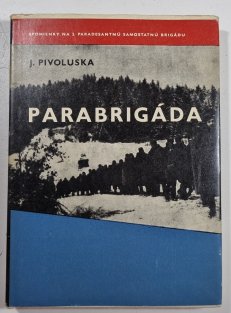 SPOMIENKY NA 2. PARADESANTNÚ SAMOSTATNÚ BRIGÁDU
J. PIVOLUSKA
PARABRIGÁDA